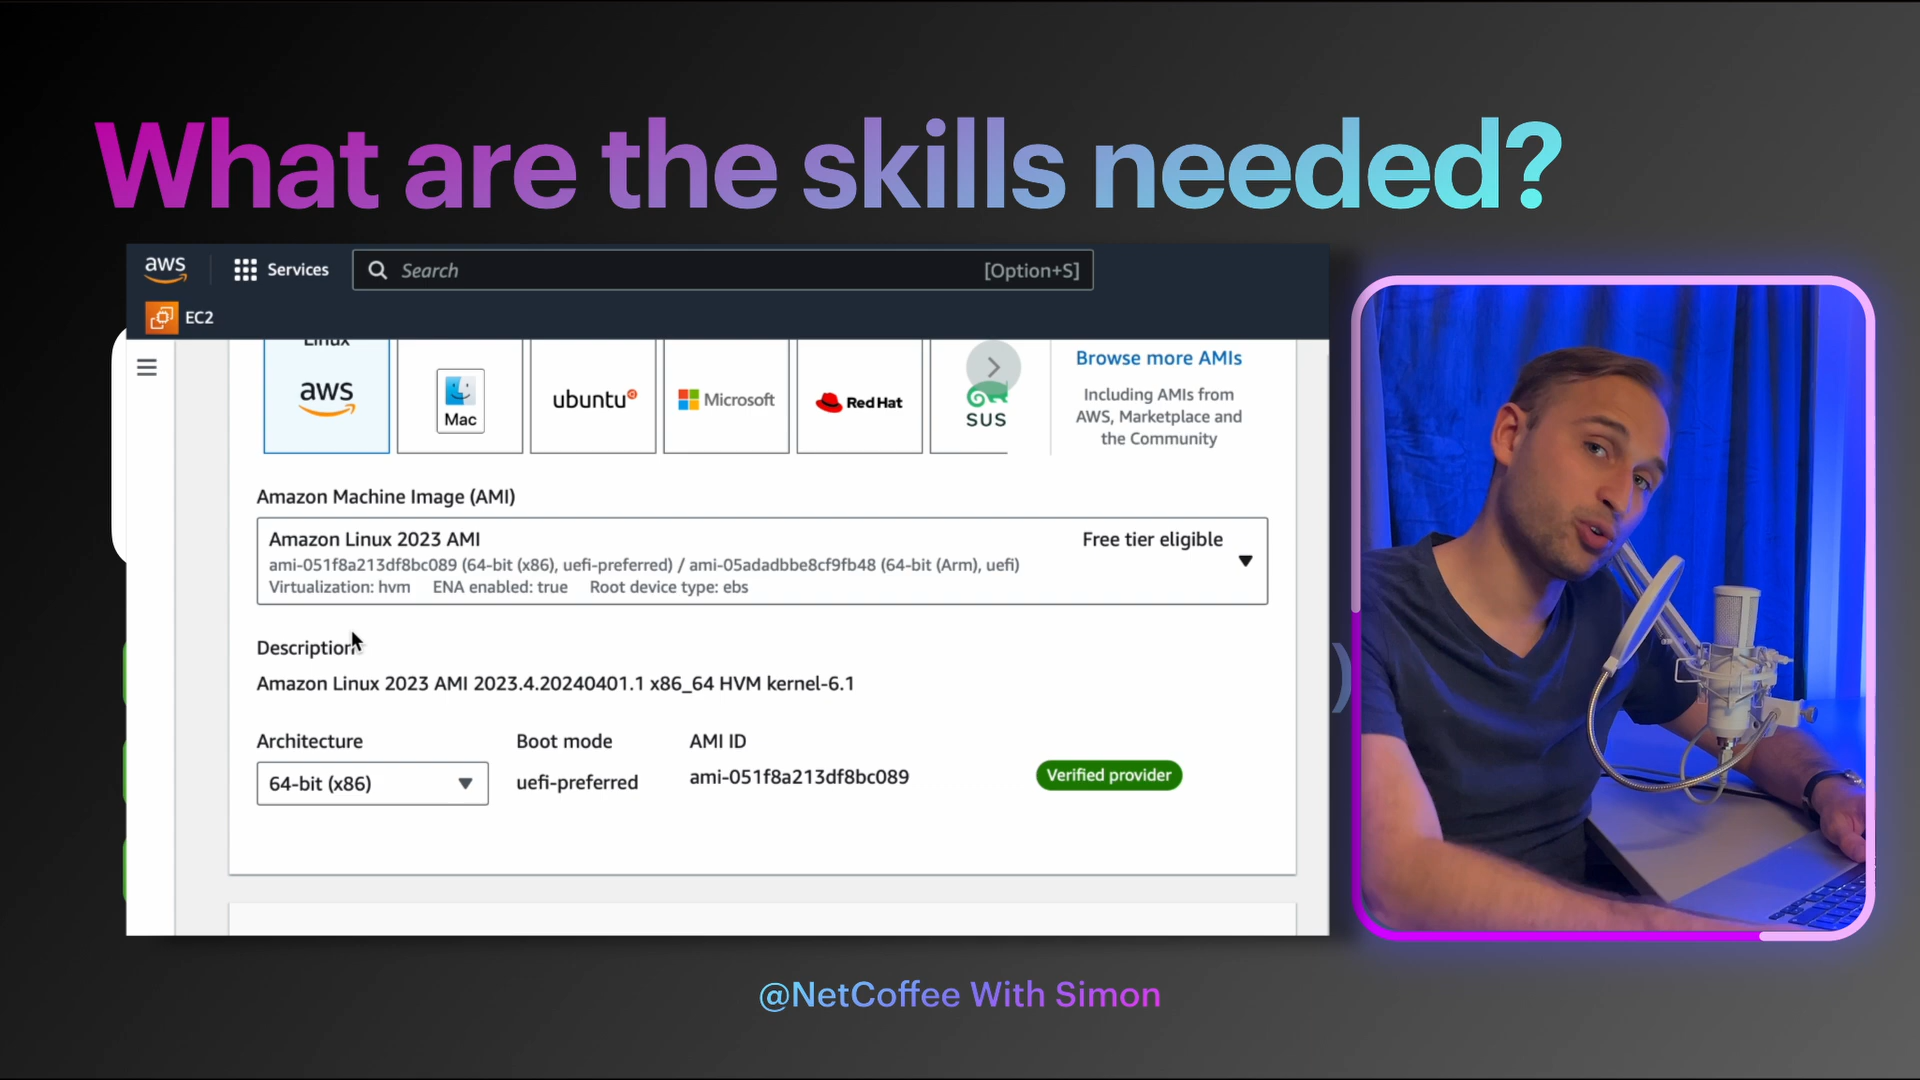 What are the skills needed?
aws
Services
Search
[Option+S]
EC2
Linux
aws
Mac
ubuntu
Microsoft
Red Hat
SUS
Browse more AMIs
Including AMIs from
AWS, Marketplace and
the Community
Amazon Machine Image (AMI)
Amazon Linux 2023 AMI
Free tier eligible
ami-051f8a213df8bc089 (64-bit (x86), uefi-preferred) / ami-05adadbbe8cf9fb48 (64-bit (Arm), uefi)
Virtualization: hvm ENA enabled: true Root device type: ebs
Description
Amazon Linux 2023 AMI 2023.4.20240401.1 x86_64 HVM kernel-6.1
Architecture
Boot mode
AMI ID
64-bit (x86)
uefi-preferred
ami-051f8a213df8bc089
Verified provider
)
@NetCoffee With Simon